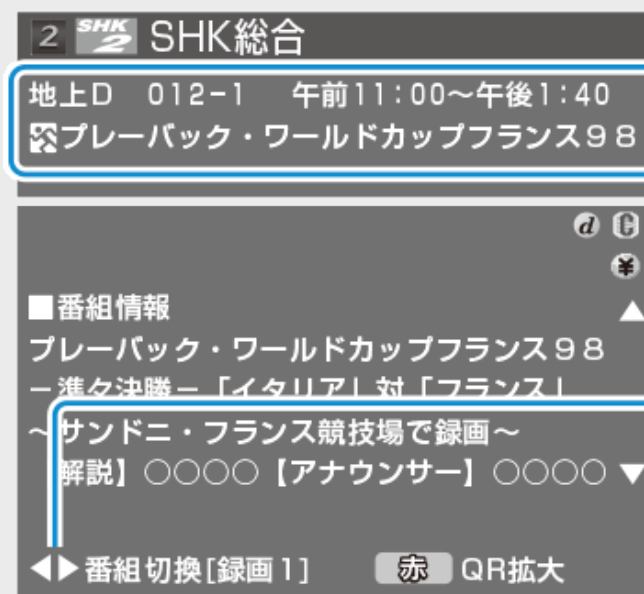 2 SHK2 SHK総合
地上D 012-1 午前11:00～午後1:40
プレーバック・ワールドカップフランス98
d C
¥
■番組情報 ▲
プレーバック・ワールドカップフランス98
－準々決勝－「イタリア」対「フランス」
～サンドニ・フランス競技場で録画～
解説】○○○○【アナウンサー】○○○○ ▼
◀▶番組切換[録画1] 赤 QR拡大